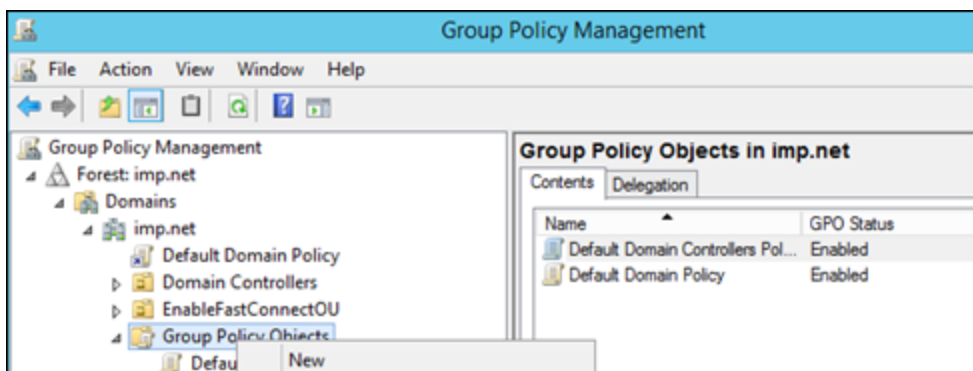 Group Policy Management
File Action View Window Help
Group Policy Management
Forest: imp.net
Domains
imp.net
Default Domain Policy
Domain Controllers
EnableFastConnectOU
Group Policy Objects
Defau
New
Group Policy Objects in imp.net
Contents Delegation
Name GPO Status
Default Domain Controllers Pol... Enabled
Default Domain Policy Enabled